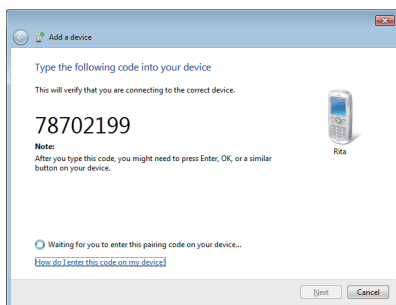 Add a device
Type the following code into your device
This will verify that you are connecting to the correct device.
78702199
Note:
After you type this code, you might need to press Enter, OK, or a similar
button on your device.
Rita
Waiting for you to enter this pairing code on your device...
How do I enter this code on my device?
Next Cancel